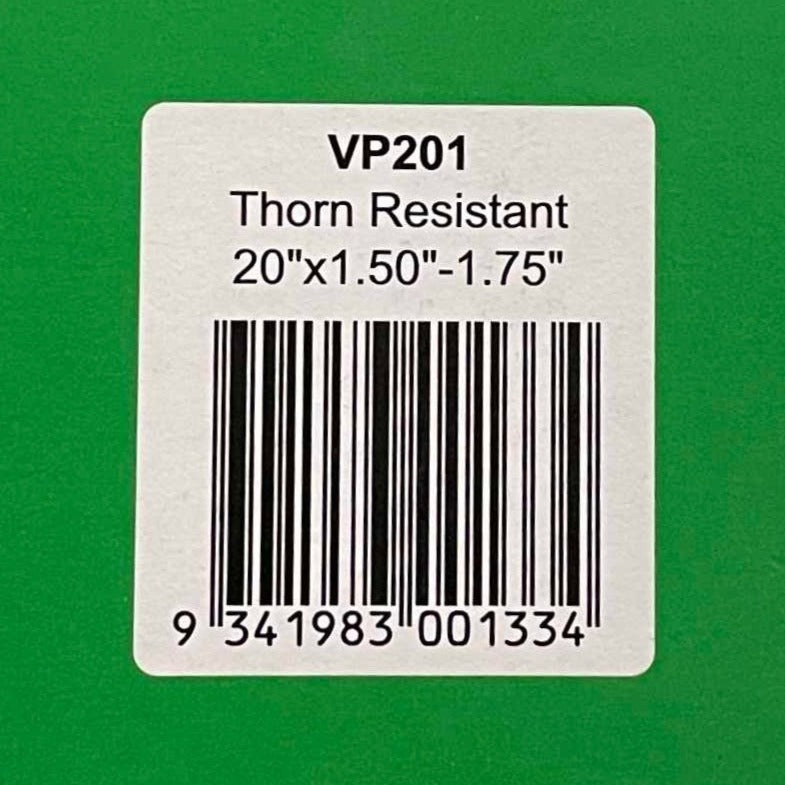 VP201
Thorn Resistant
20"x1.50"-1.75"
9 341983 001334